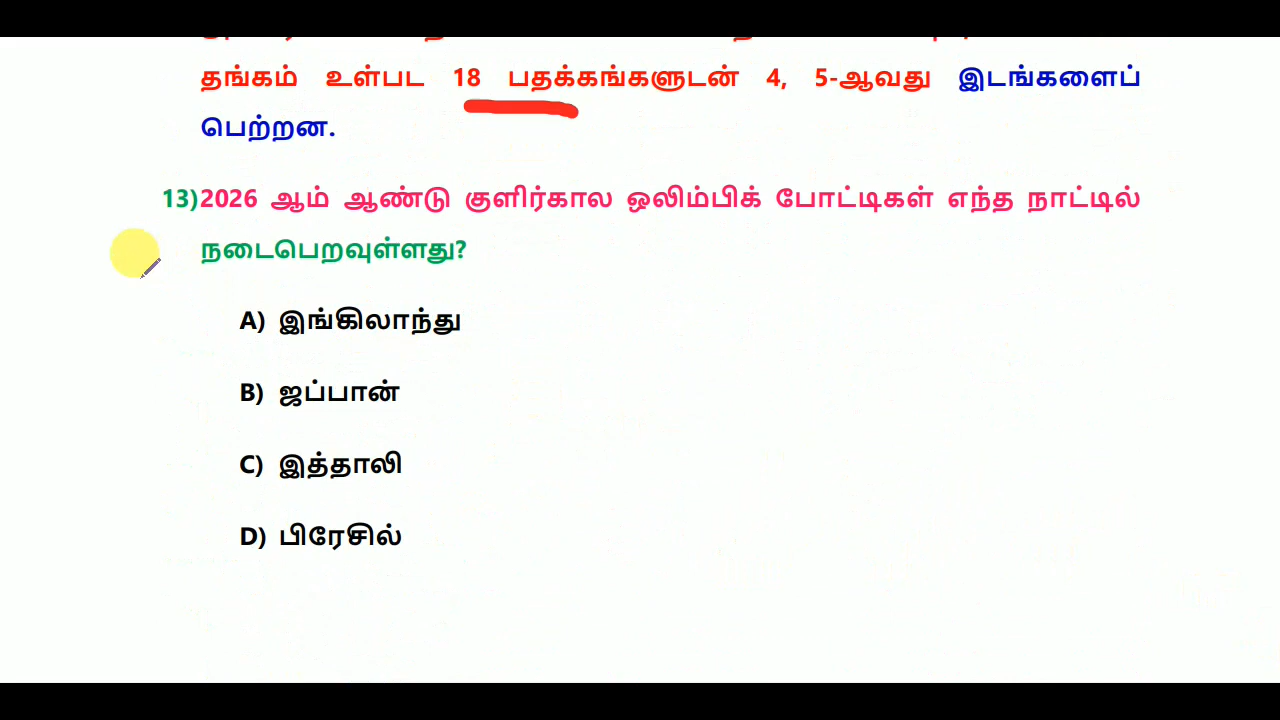 தங்கம் உள்பட 18 பதக்கங்களுடன் 4, 5-ஆவது இடங்களைப்
பெற்றன.
13)2026 ஆம் ஆண்டு குளிர்கால ஒலிம்பிக் போட்டிகள் எந்த நாட்டில்
நடைபெறவுள்ளது?
A) இங்கிலாந்து
B) ஜப்பான்
C) இத்தாலி
D) பிரேசில்